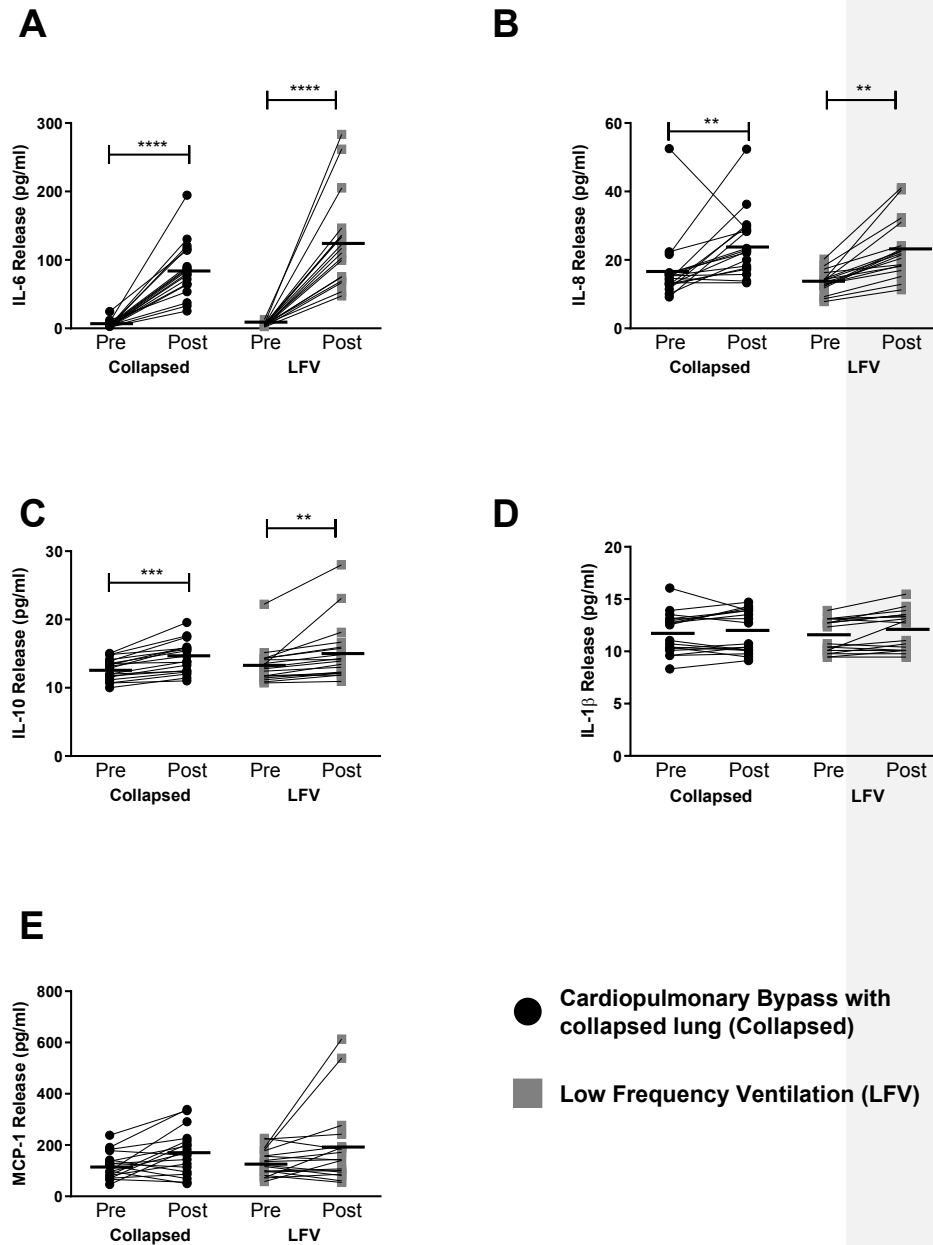 A
IL-6 Release (pg/ml)
300
200
100
0
****
****
Pre Post Pre Post
Collapsed LFV
B
IL-8 Release (pg/ml)
60
40
20
0
**
**
Pre Post Pre Post
Collapsed LFV
C
IL-10 Release (pg/ml)
30
20
10
0
***
**
Pre Post Pre Post
Collapsed LFV
D
IL-1β Release (pg/ml)
20
15
10
5
0
Pre Post Pre Post
Collapsed LFV
E
MCP-1 Release (pg/ml)
800
600
400
200
0
Pre Post Pre Post
Collapsed LFV
Cardiopulmonary Bypass with
collapsed lung (Collapsed)
Low Frequency Ventilation (LFV)